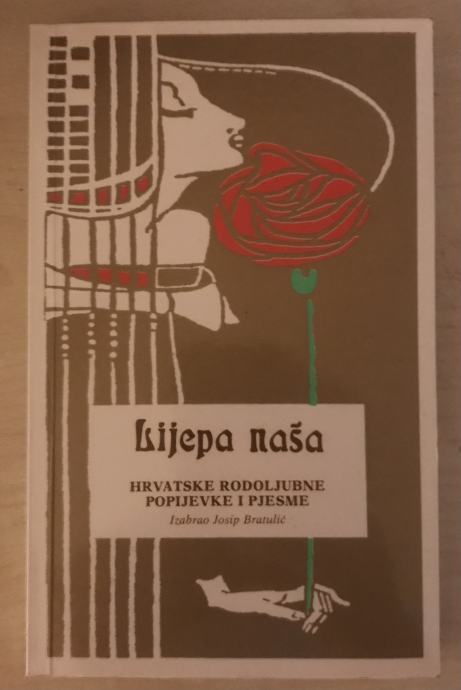 Lijepa naša
HRVATSKE RODOLJUBNE
POPIJEVKE I PJESME
Izabrao Josip Bratulić